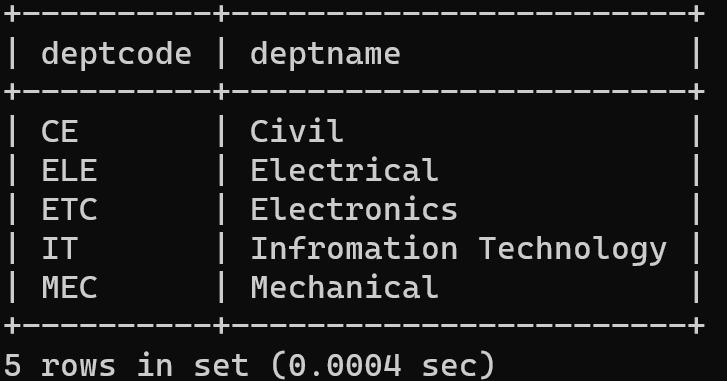 +----------+------------------------+
| deptcode | deptname               |
+----------+------------------------+
| CE       | Civil                  |
| ELE      | Electrical             |
| ETC      | Electronics            |
| IT       | Infromation Technology |
| MEC      | Mechanical             |
+----------+------------------------+
5 rows in set (0.0004 sec)